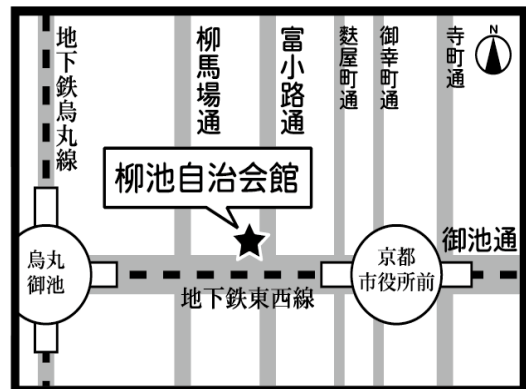 地下鉄烏丸線
柳馬場通
富小路通
麩屋町通
御幸町通
寺町通
N
柳池自治会館
御池通
烏丸
御池
京都
市役所前
地下鉄東西線